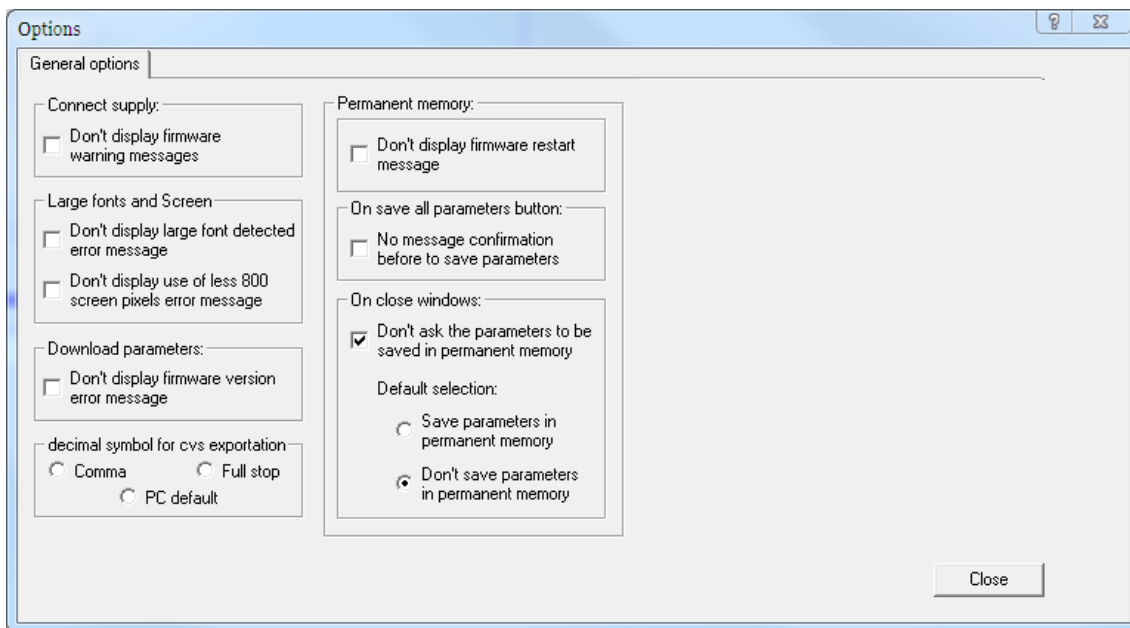 Options
General options
Connect supply:
Don't display firmware
warning messages
Large fonts and Screen
Don't display large font detected
error message
Don't display use of less 800
screen pixels error message
Download parameters:
Don't display firmware version
error message
decimal symbol for cvs exportation
Comma
Full stop
PC default
Permanent memory:
Don't display firmware restart
message
On save all parameters button:
No message confirmation
before to save parameters
On close windows:
Don't ask the parameters to be
saved in permanent memory
Default selection:
Save parameters in
permanent memory
Don't save parameters
in permanent memory
Close